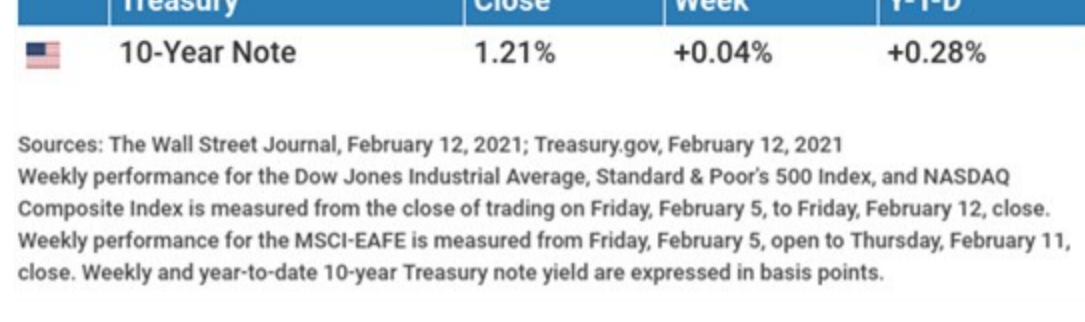 Treasury Close Week Y-T-D
10-Year Note 1.21% +0.04% +0.28%
Sources: The Wall Street Journal, February 12, 2021; Treasury.gov, February 12, 2021
Weekly performance for the Dow Jones Industrial Average, Standard & Poor's 500 Index, and NASDAQ
Composite Index is measured from the close of trading on Friday, February 5, to Friday, February 12, close.
Weekly performance for the MSCI-EAFE is measured from Friday, February 5, open to Thursday, February 11,
close. Weekly and year-to-date 10-year Treasury note yield are expressed in basis points.